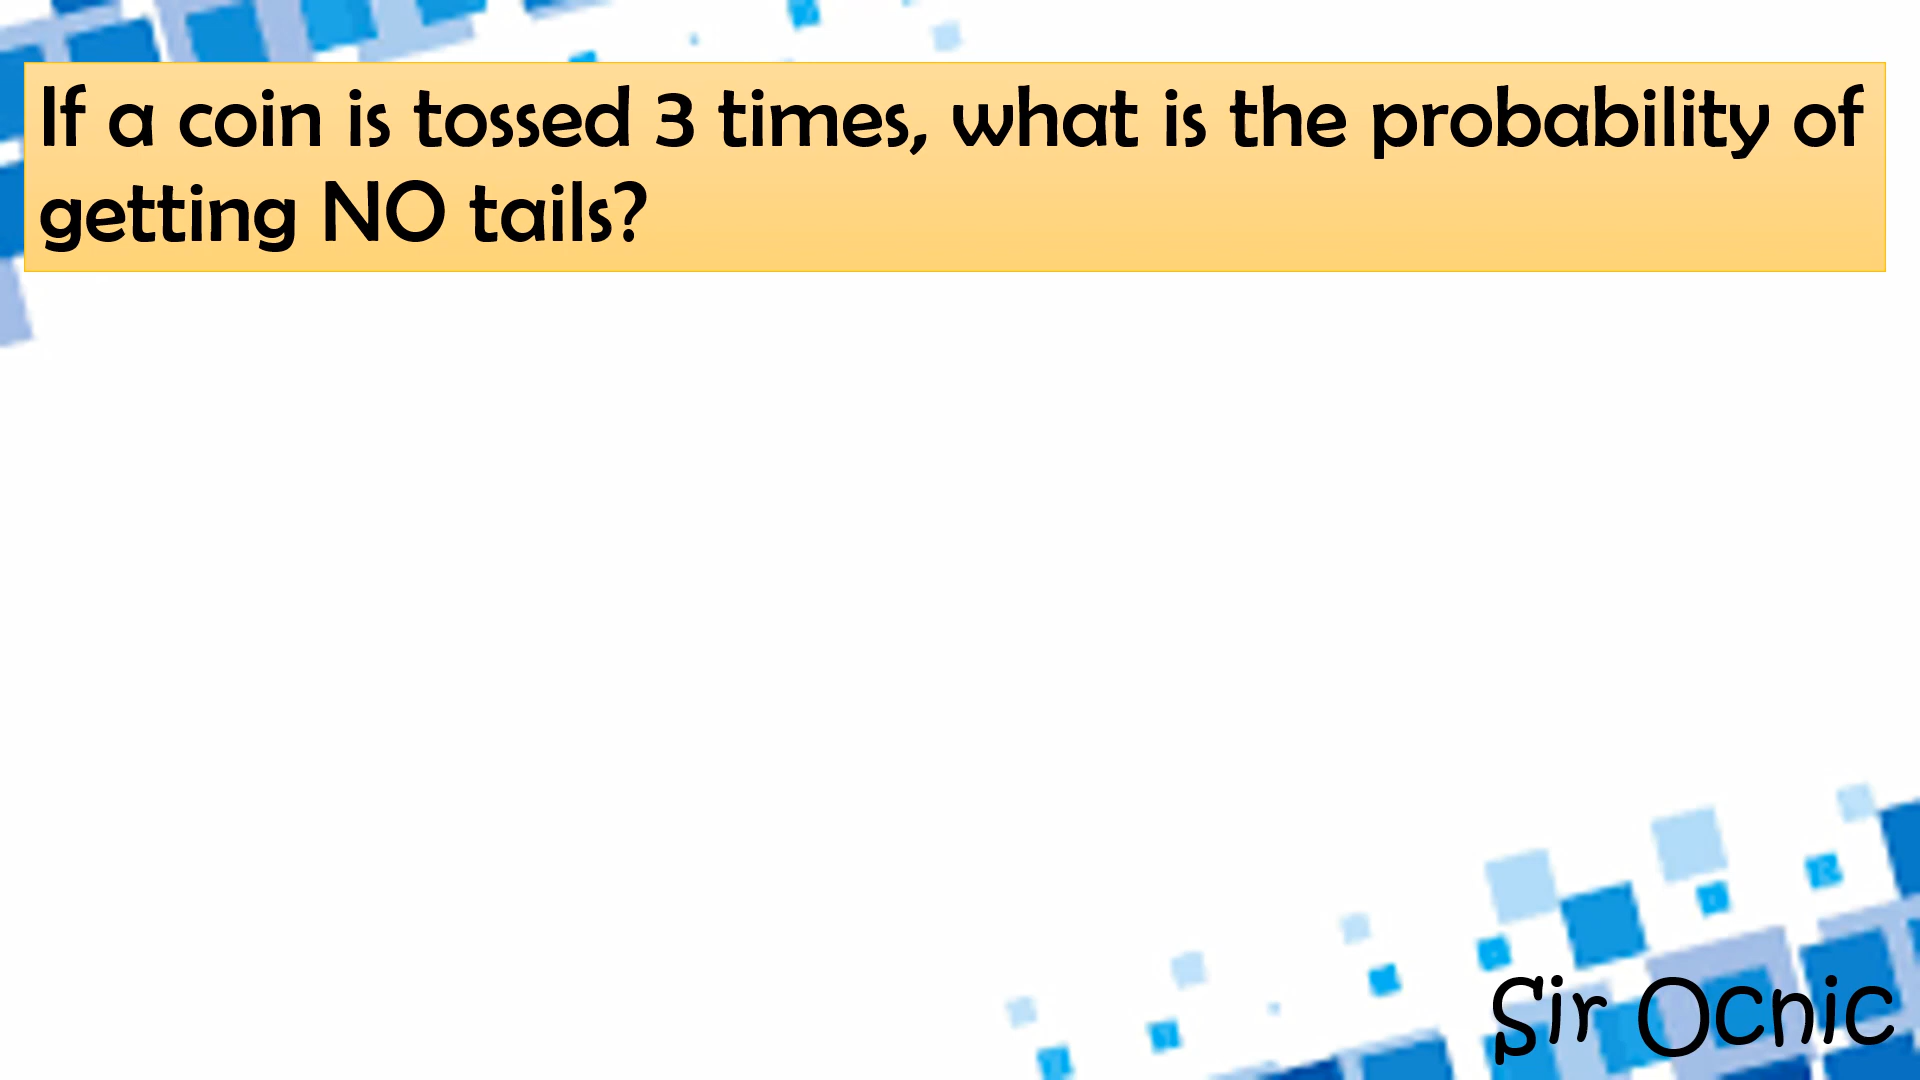 If a coin is tossed 3 times, what is the probability of
getting NO tails?
Sir Ocnic